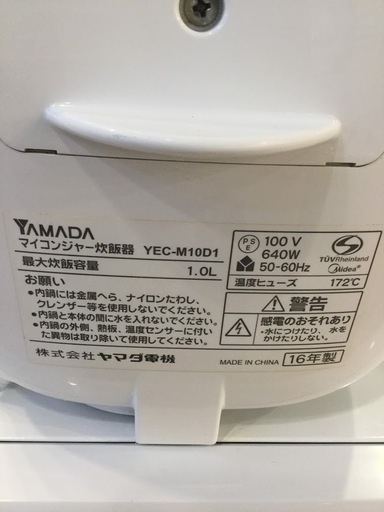 YAMADA
マイコンジャー炊飯器 YEC-M10D1
最大炊飯容量 1.0L
お願い
・内鍋には金属へら、ナイロンたわし、
クレンザー等を使用しないでください。
・内鍋と本体の間に水を入れないでください。
・内鍋の外側、熱板、温度センサーに付い
た異物は取り除いて使用してください。
株式会社ヤマダ電機
PS
E
100 V
640W
50-60Hz
TÜVRheinland
Midea
温度ヒューズ 172℃
警告
感電のおそれあり
・水につけたり、水を
かけたりしない。
MADE IN CHINA 16年製